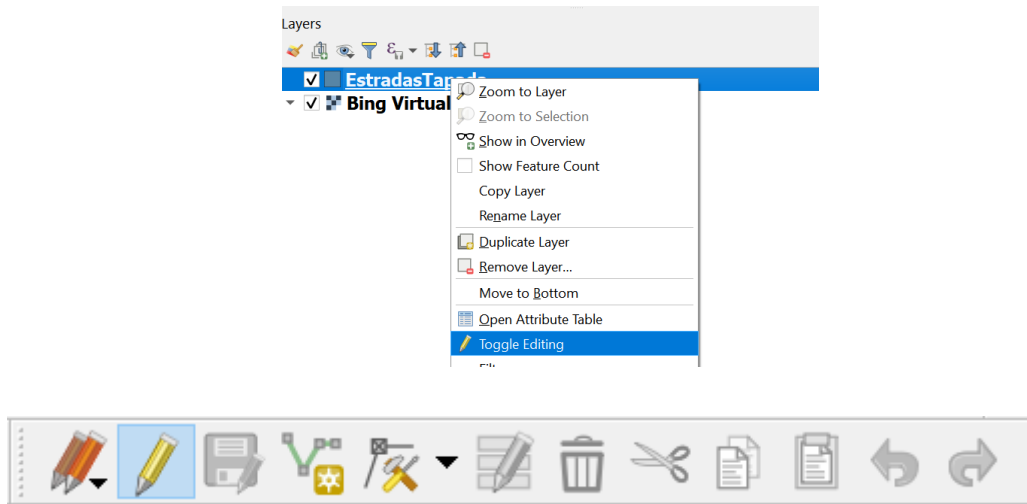 Layers
EstradasTapada
Bing Virtual
Zoom to Layer
Zoom to Selection
Show in Overview
Show Feature Count
Copy Layer
Rename Layer
Duplicate Layer
Remove Layer...
Move to Bottom
Open Attribute Table
Toggle Editing